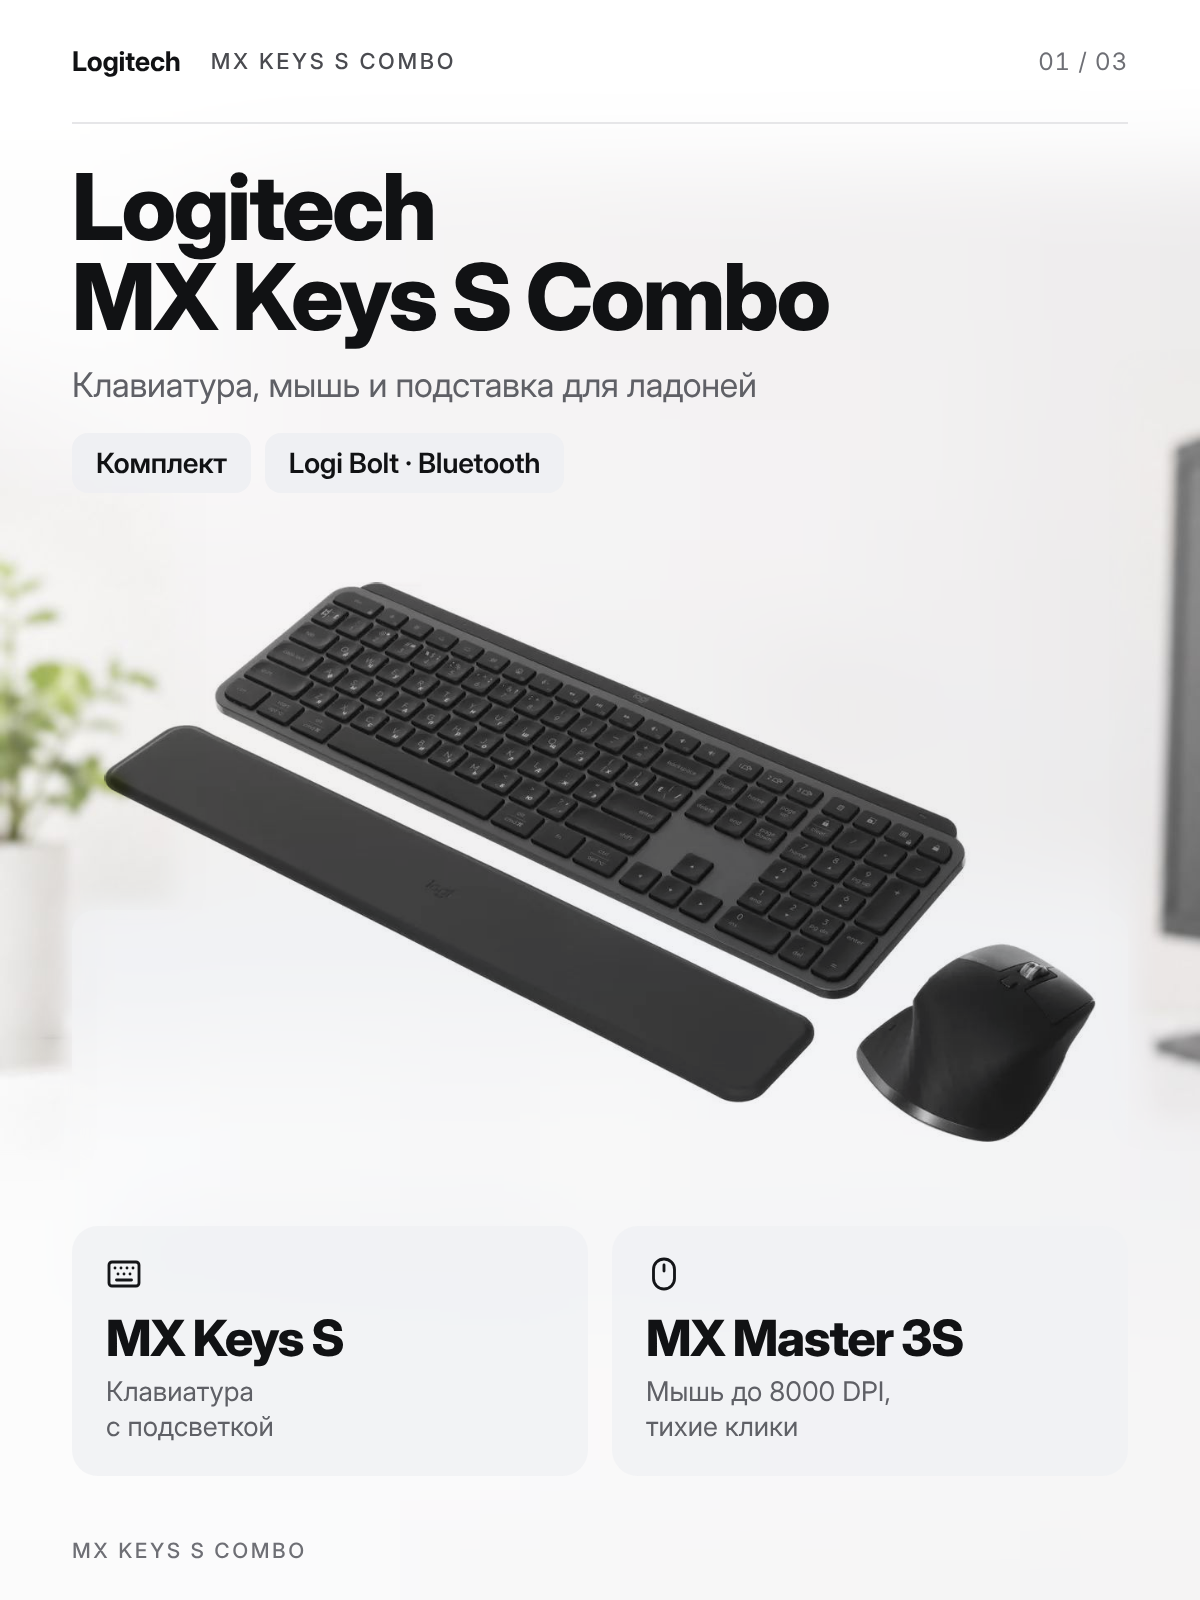 Logitech MX KEYS S COMBO 01 / 03
Logitech
MX Keys S Combo
Клавиатура, мышь и подставка для ладоней
Комплект Logi Bolt · Bluetooth
logi
MX Keys S
Клавиатура
с подсветкой
MX Master 3S
Мышь до 8000 DPI,
тихие клики
MX KEYS S COMBO